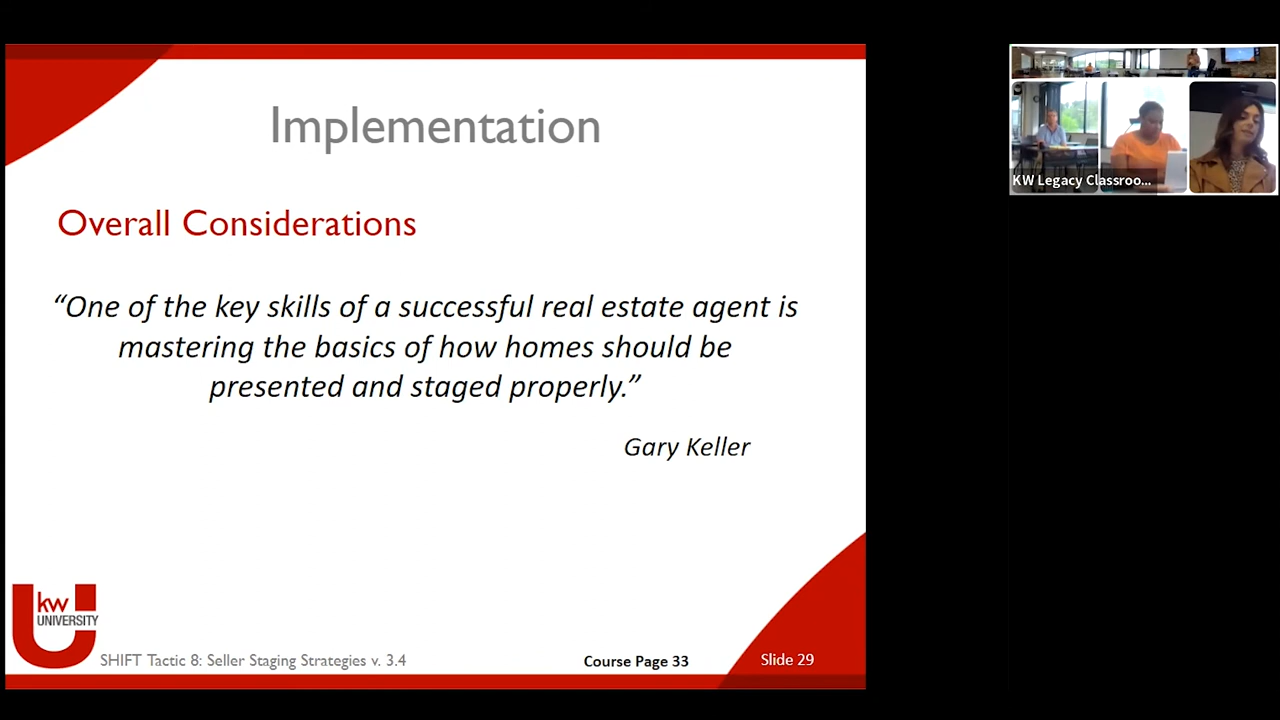 Implementation
Overall Considerations
“One of the key skills of a successful real estate agent is
mastering the basics of how homes should be
presented and staged properly.”
Gary Keller
kw
UNIVERSITY
SHIFT Tactic 8: Seller Staging Strategies v. 3.4
Course Page 33
Slide 29
KW Legacy Classroo...